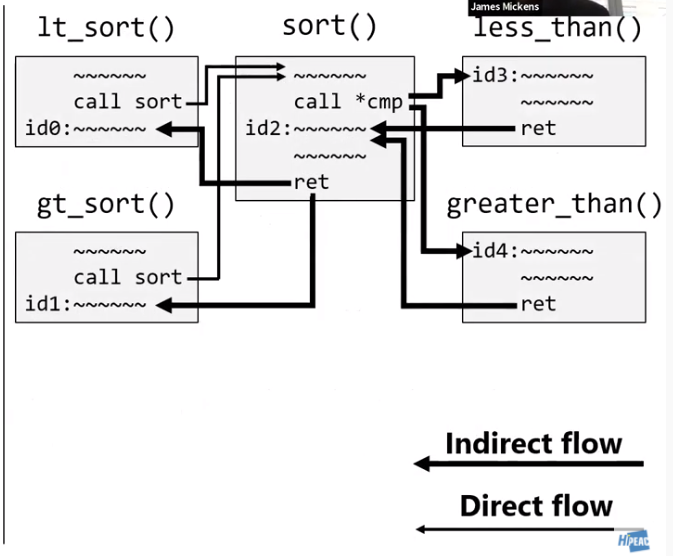 James Mickens
lt_sort()
sort()
less_than()
~~~~~~
call sort
id0:~~~~~~
~~~~~~
call *cmp
id2:~~~~~~
~~~~~~
ret
id3:~~~~~~
~~~~~~
ret
gt_sort()
greater_than()
~~~~~~
call sort
id1:~~~~~~
id4:~~~~~~
~~~~~~
ret
Indirect flow
Direct flow
HiPEAC